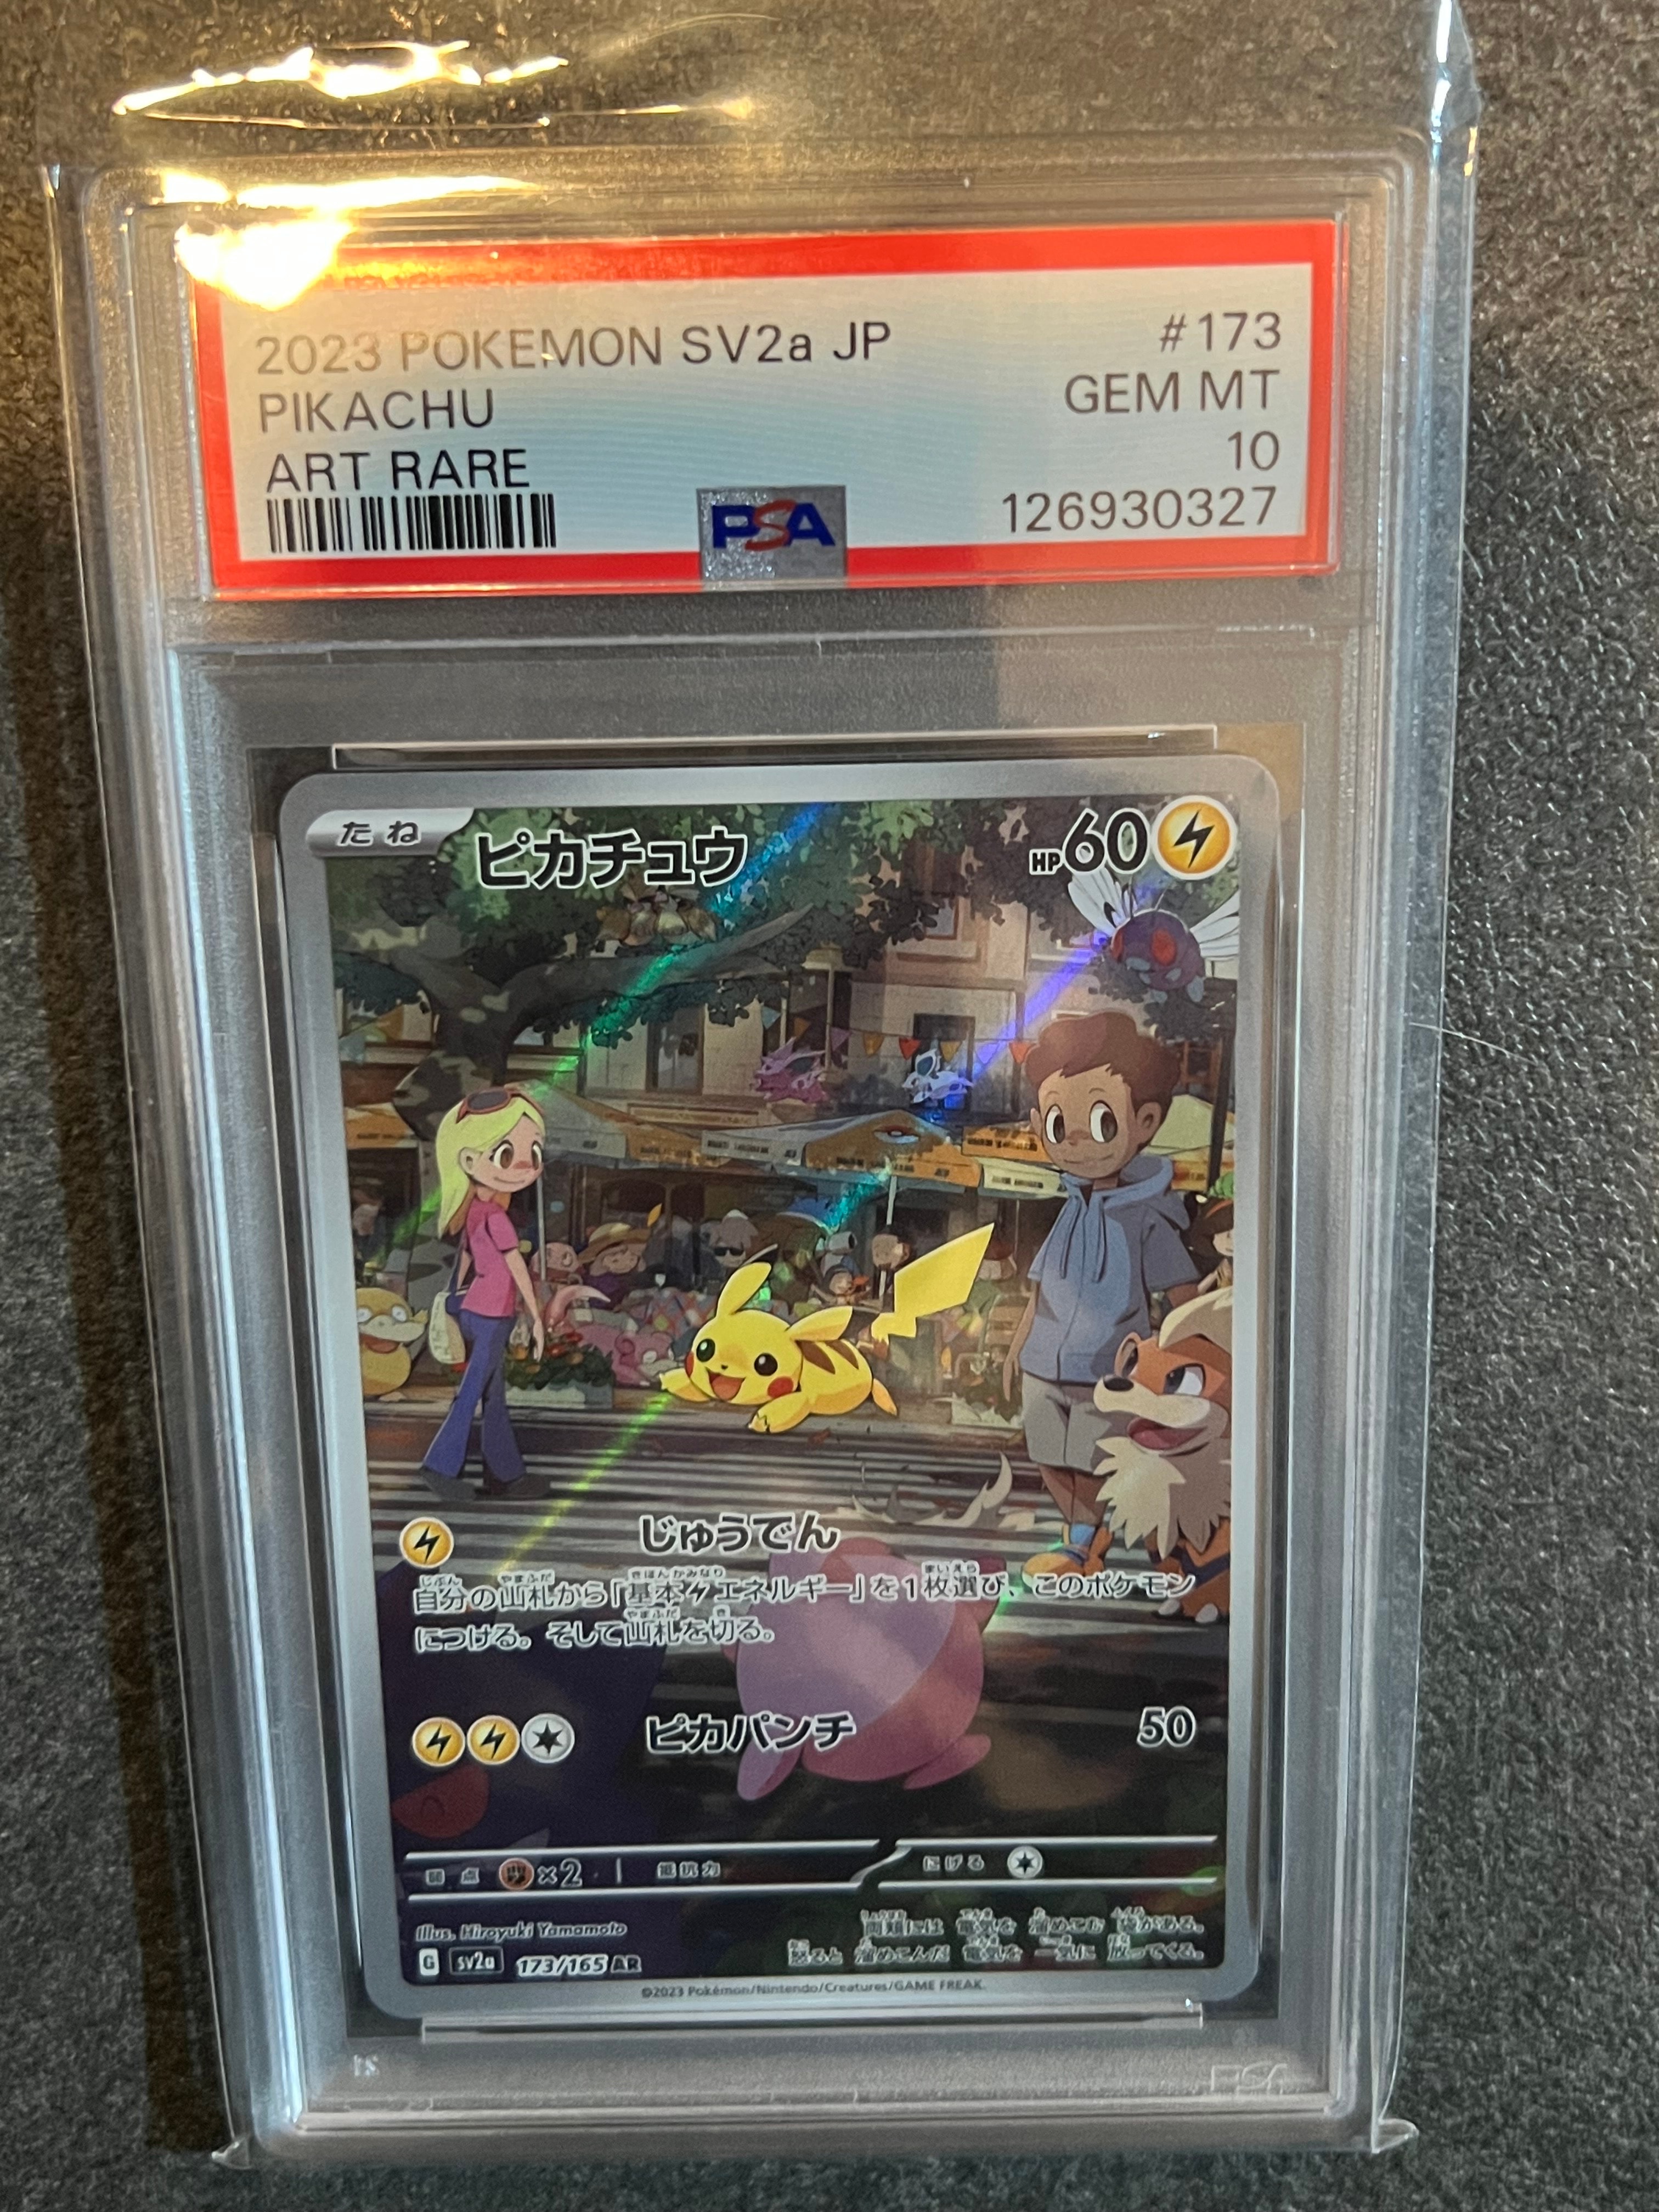 2023 POKEMON SV2a JP #173
PIKACHU GEM MT
ART RARE 10
PSA 126930327
たね ピカチュウ HP60
じゅうでん
自分の山札から「基本エネルギー」を1枚選び、このポケモン
につける。そして山札を切る。
ピカパンチ 50
弱点 ×2 抵抗力 にげる
Illus. Hiroyuki Yamamoto
両頬には 電気を 溜めこむ 袋がある。
怒ると 溜めこんだ 電気を 一気に 放ってくる。
G sv2a 173/165 AR
©2023 Pokémon/Nintendo/Creatures/GAME FREAK.
PSA